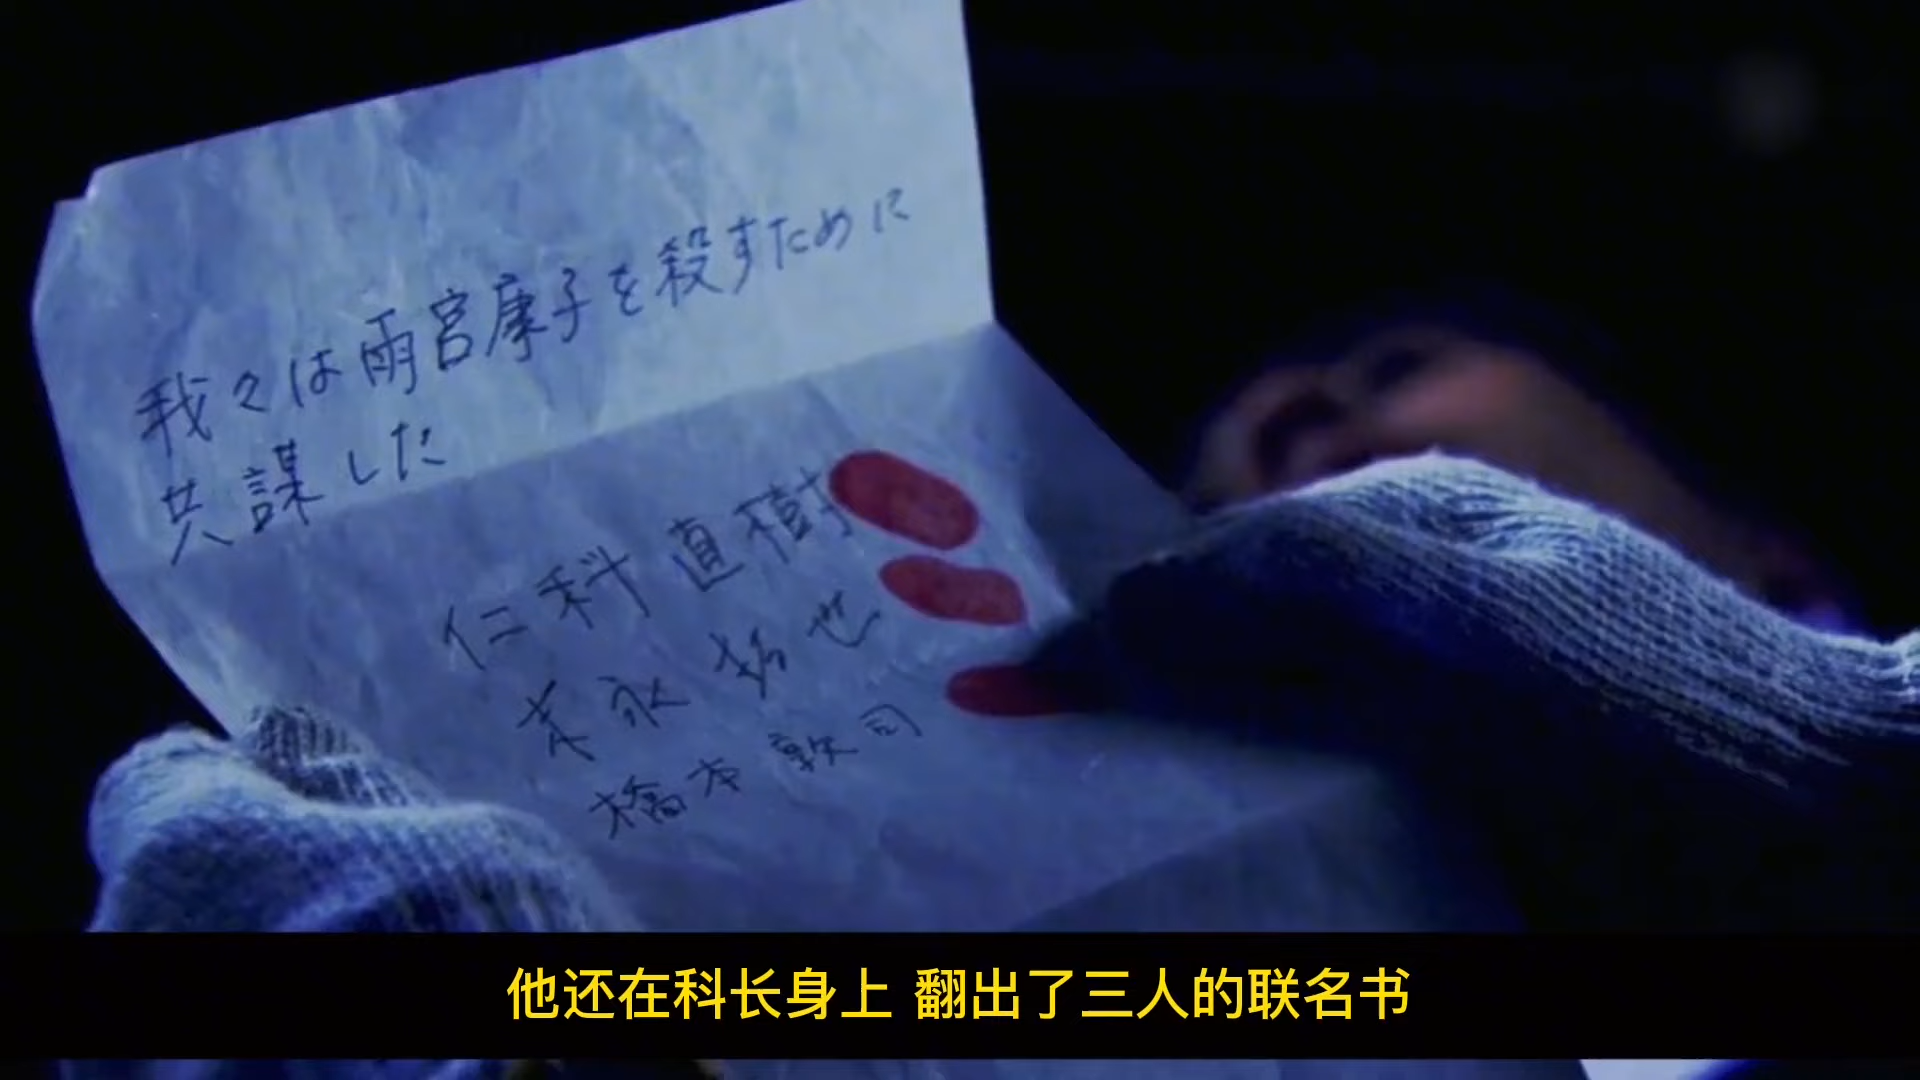 我々は雨宮康子を殺すために
共謀した
仁科直樹
末永拓也
橋本敦司
他还在科长身上 翻出了三人的联名书